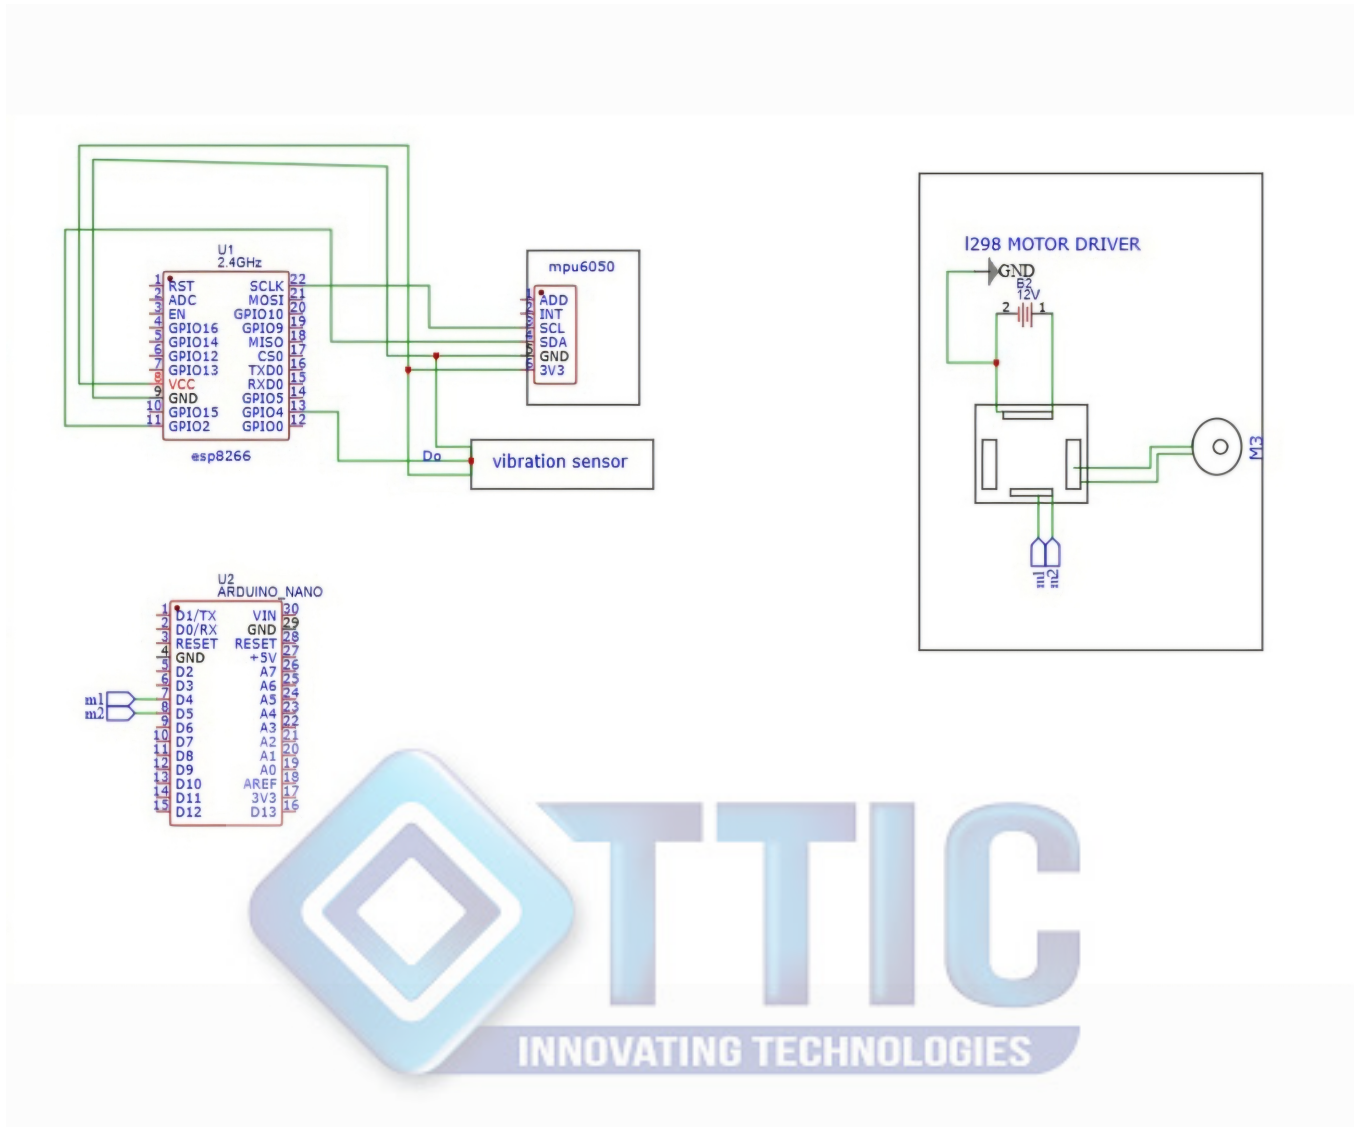 U1
2.4GHz
1 RST SCLK 22
2 ADC MOSI 21
3 EN GPIO10 20
4 GPIO16 GPIO9 19
5 GPIO14 MISO 18
6 GPIO12 CS0 17
7 GPIO13 TXD0 16
8 VCC RXD0 15
9 GND GPIO5 14
10 GPIO15 GPIO4 13
11 GPIO2 GPIO0 12
esp8266
mpu6050
1 ADD
2 INT
3 SCL
4 SDA
5 GND
6 3V3
Do
vibration sensor
l298 MOTOR DRIVER
GND
B2
12V
2 1
M3
m1
m2
U2
ARDUINO_NANO
1 D1/TX VIN 30
2 D0/RX GND 29
3 RESET RESET 28
4 GND +5V 27
5 D2 A7 26
6 D3 A6 25
m1 7 D4 A5 24
m2 8 D5 A4 23
9 D6 A3 22
10 D7 A2 21
11 D8 A1 20
12 D9 A0 19
13 D10 AREF 18
14 D11 3V3 17
15 D12 D13 16
TTIC
INNOVATING TECHNOLOGIES